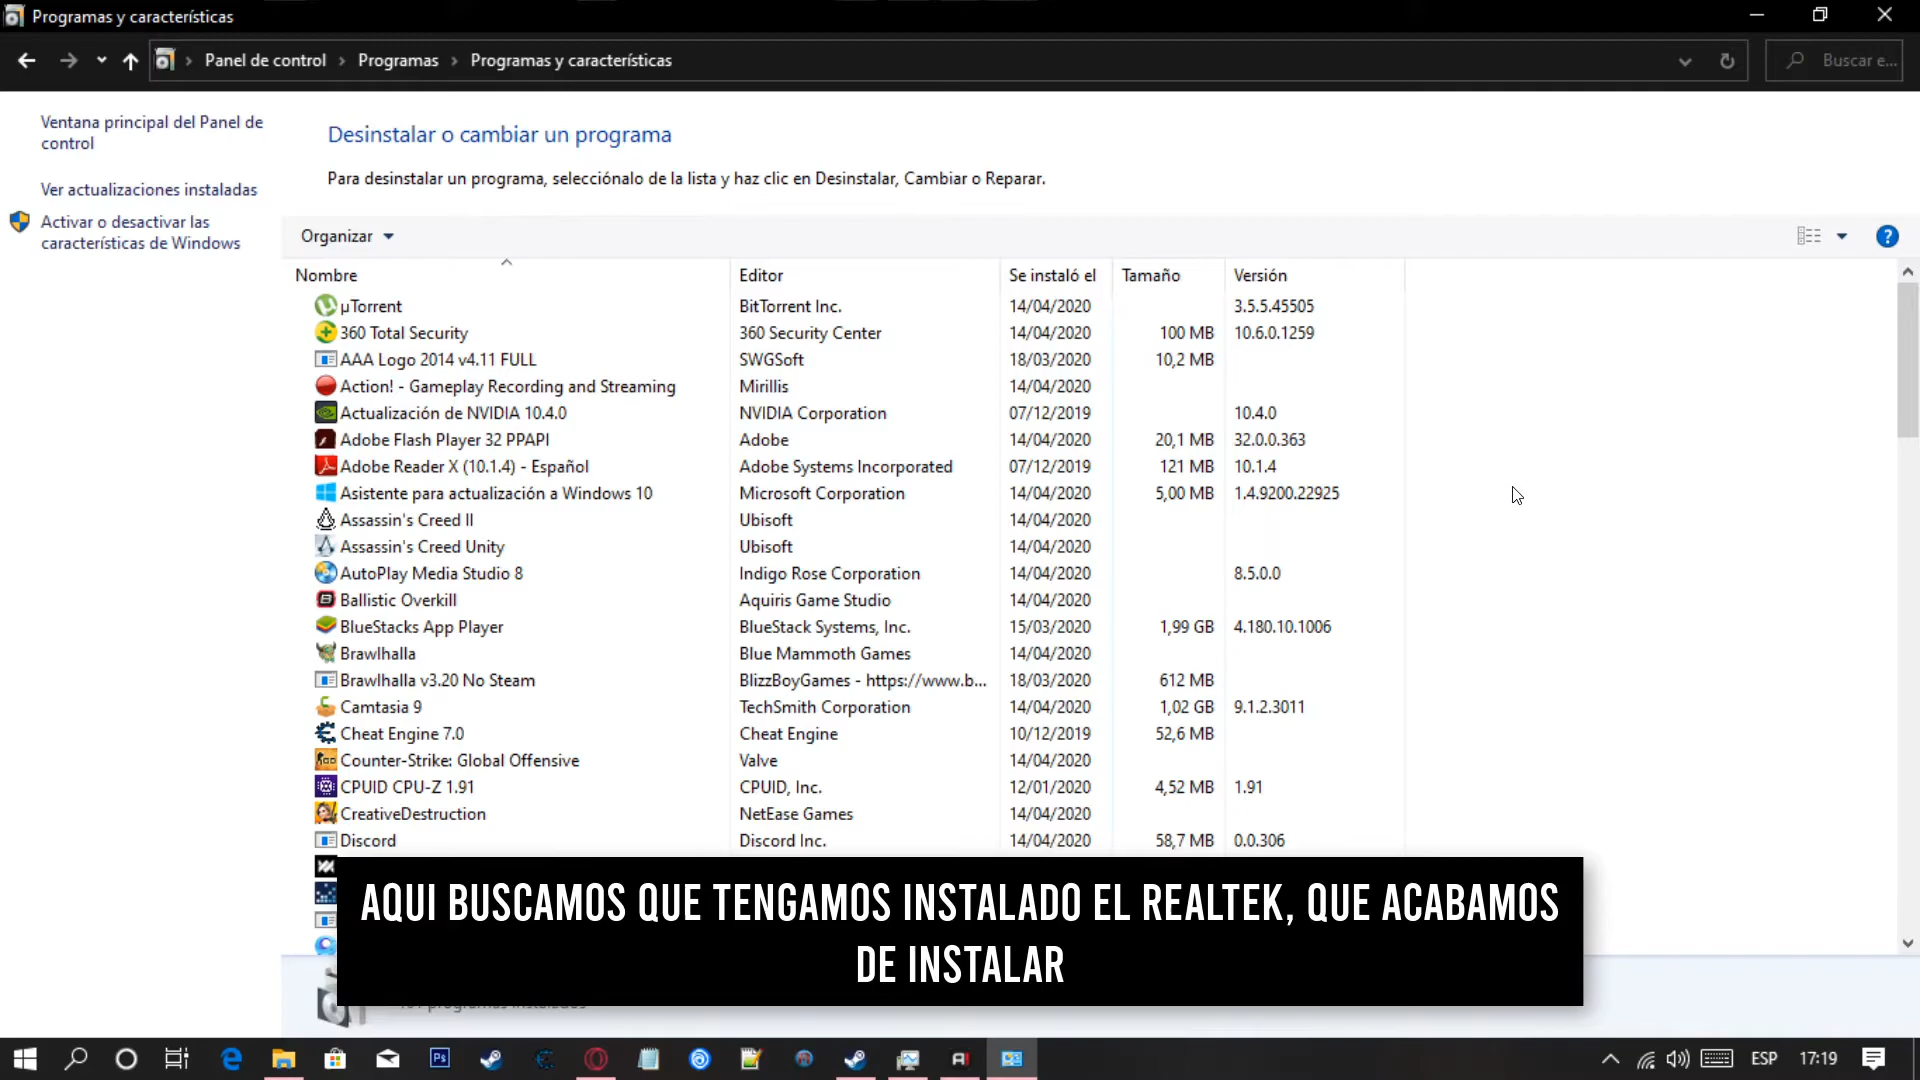 Programas y características
Panel de control > Programas > Programas y características
Buscar e...
Ventana principal del Panel de
control
Ver actualizaciones instaladas
Activar o desactivar las
características de Windows
Desinstalar o cambiar un programa
Para desinstalar un programa, selecciónalo de la lista y haz clic en Desinstalar, Cambiar o Reparar.
Organizar
Nombre Editor Se instaló el Tamaño Versión
µTorrent BitTorrent Inc. 14/04/2020 3.5.5.45505
360 Total Security 360 Security Center 14/04/2020 100 MB 10.6.0.1259
AAA Logo 2014 v4.11 FULL SWGSoft 18/03/2020 10,2 MB
Action! - Gameplay Recording and Streaming Mirillis 14/04/2020
Actualización de NVIDIA 10.4.0 NVIDIA Corporation 07/12/2019 10.4.0
Adobe Flash Player 32 PPAPI Adobe 14/04/2020 20,1 MB 32.0.0.363
Adobe Reader X (10.1.4) - Español Adobe Systems Incorporated 07/12/2019 121 MB 10.1.4
Asistente para actualización a Windows 10 Microsoft Corporation 14/04/2020 5,00 MB 1.4.9200.22925
Assassin's Creed II Ubisoft 14/04/2020
Assassin's Creed Unity Ubisoft 14/04/2020
AutoPlay Media Studio 8 Indigo Rose Corporation 14/04/2020 8.5.0.0
Ballistic Overkill Aquiris Game Studio 14/04/2020
BlueStacks App Player BlueStack Systems, Inc. 15/03/2020 1,99 GB 4.180.10.1006
Brawlhalla Blue Mammoth Games 14/04/2020
Brawlhalla v3.20 No Steam BlizzBoyGames - https://www.b... 18/03/2020 612 MB
Camtasia 9 TechSmith Corporation 14/04/2020 1,02 GB 9.1.2.3011
Cheat Engine 7.0 Cheat Engine 10/12/2019 52,6 MB
Counter-Strike: Global Offensive Valve 14/04/2020
CPUID CPU-Z 1.91 CPUID, Inc. 12/01/2020 4,52 MB 1.91
CreativeDestruction NetEase Games 14/04/2020
Discord Discord Inc. 14/04/2020 58,7 MB 0.0.306
AQUI BUSCAMOS QUE TENGAMOS INSTALADO EL REALTEK, QUE ACABAMOS
DE INSTALAR
ESP 17:19